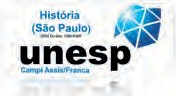 História
(São Paulo)
unesp
Campi Assis/Franca